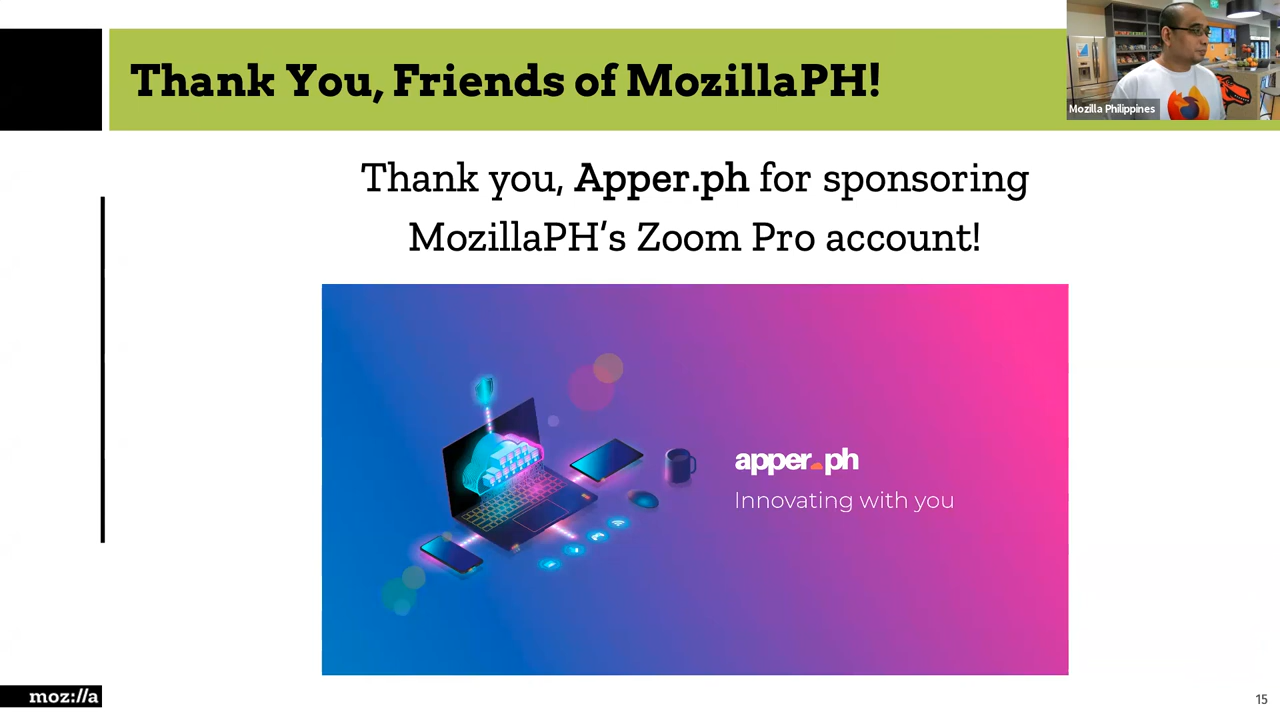 Thank You, Friends of MozillaPH!
Mozilla Philippines
Thank you, Apper.ph for sponsoring
MozillaPH’s Zoom Pro account!
apper.ph
Innovating with you
moz://a
15